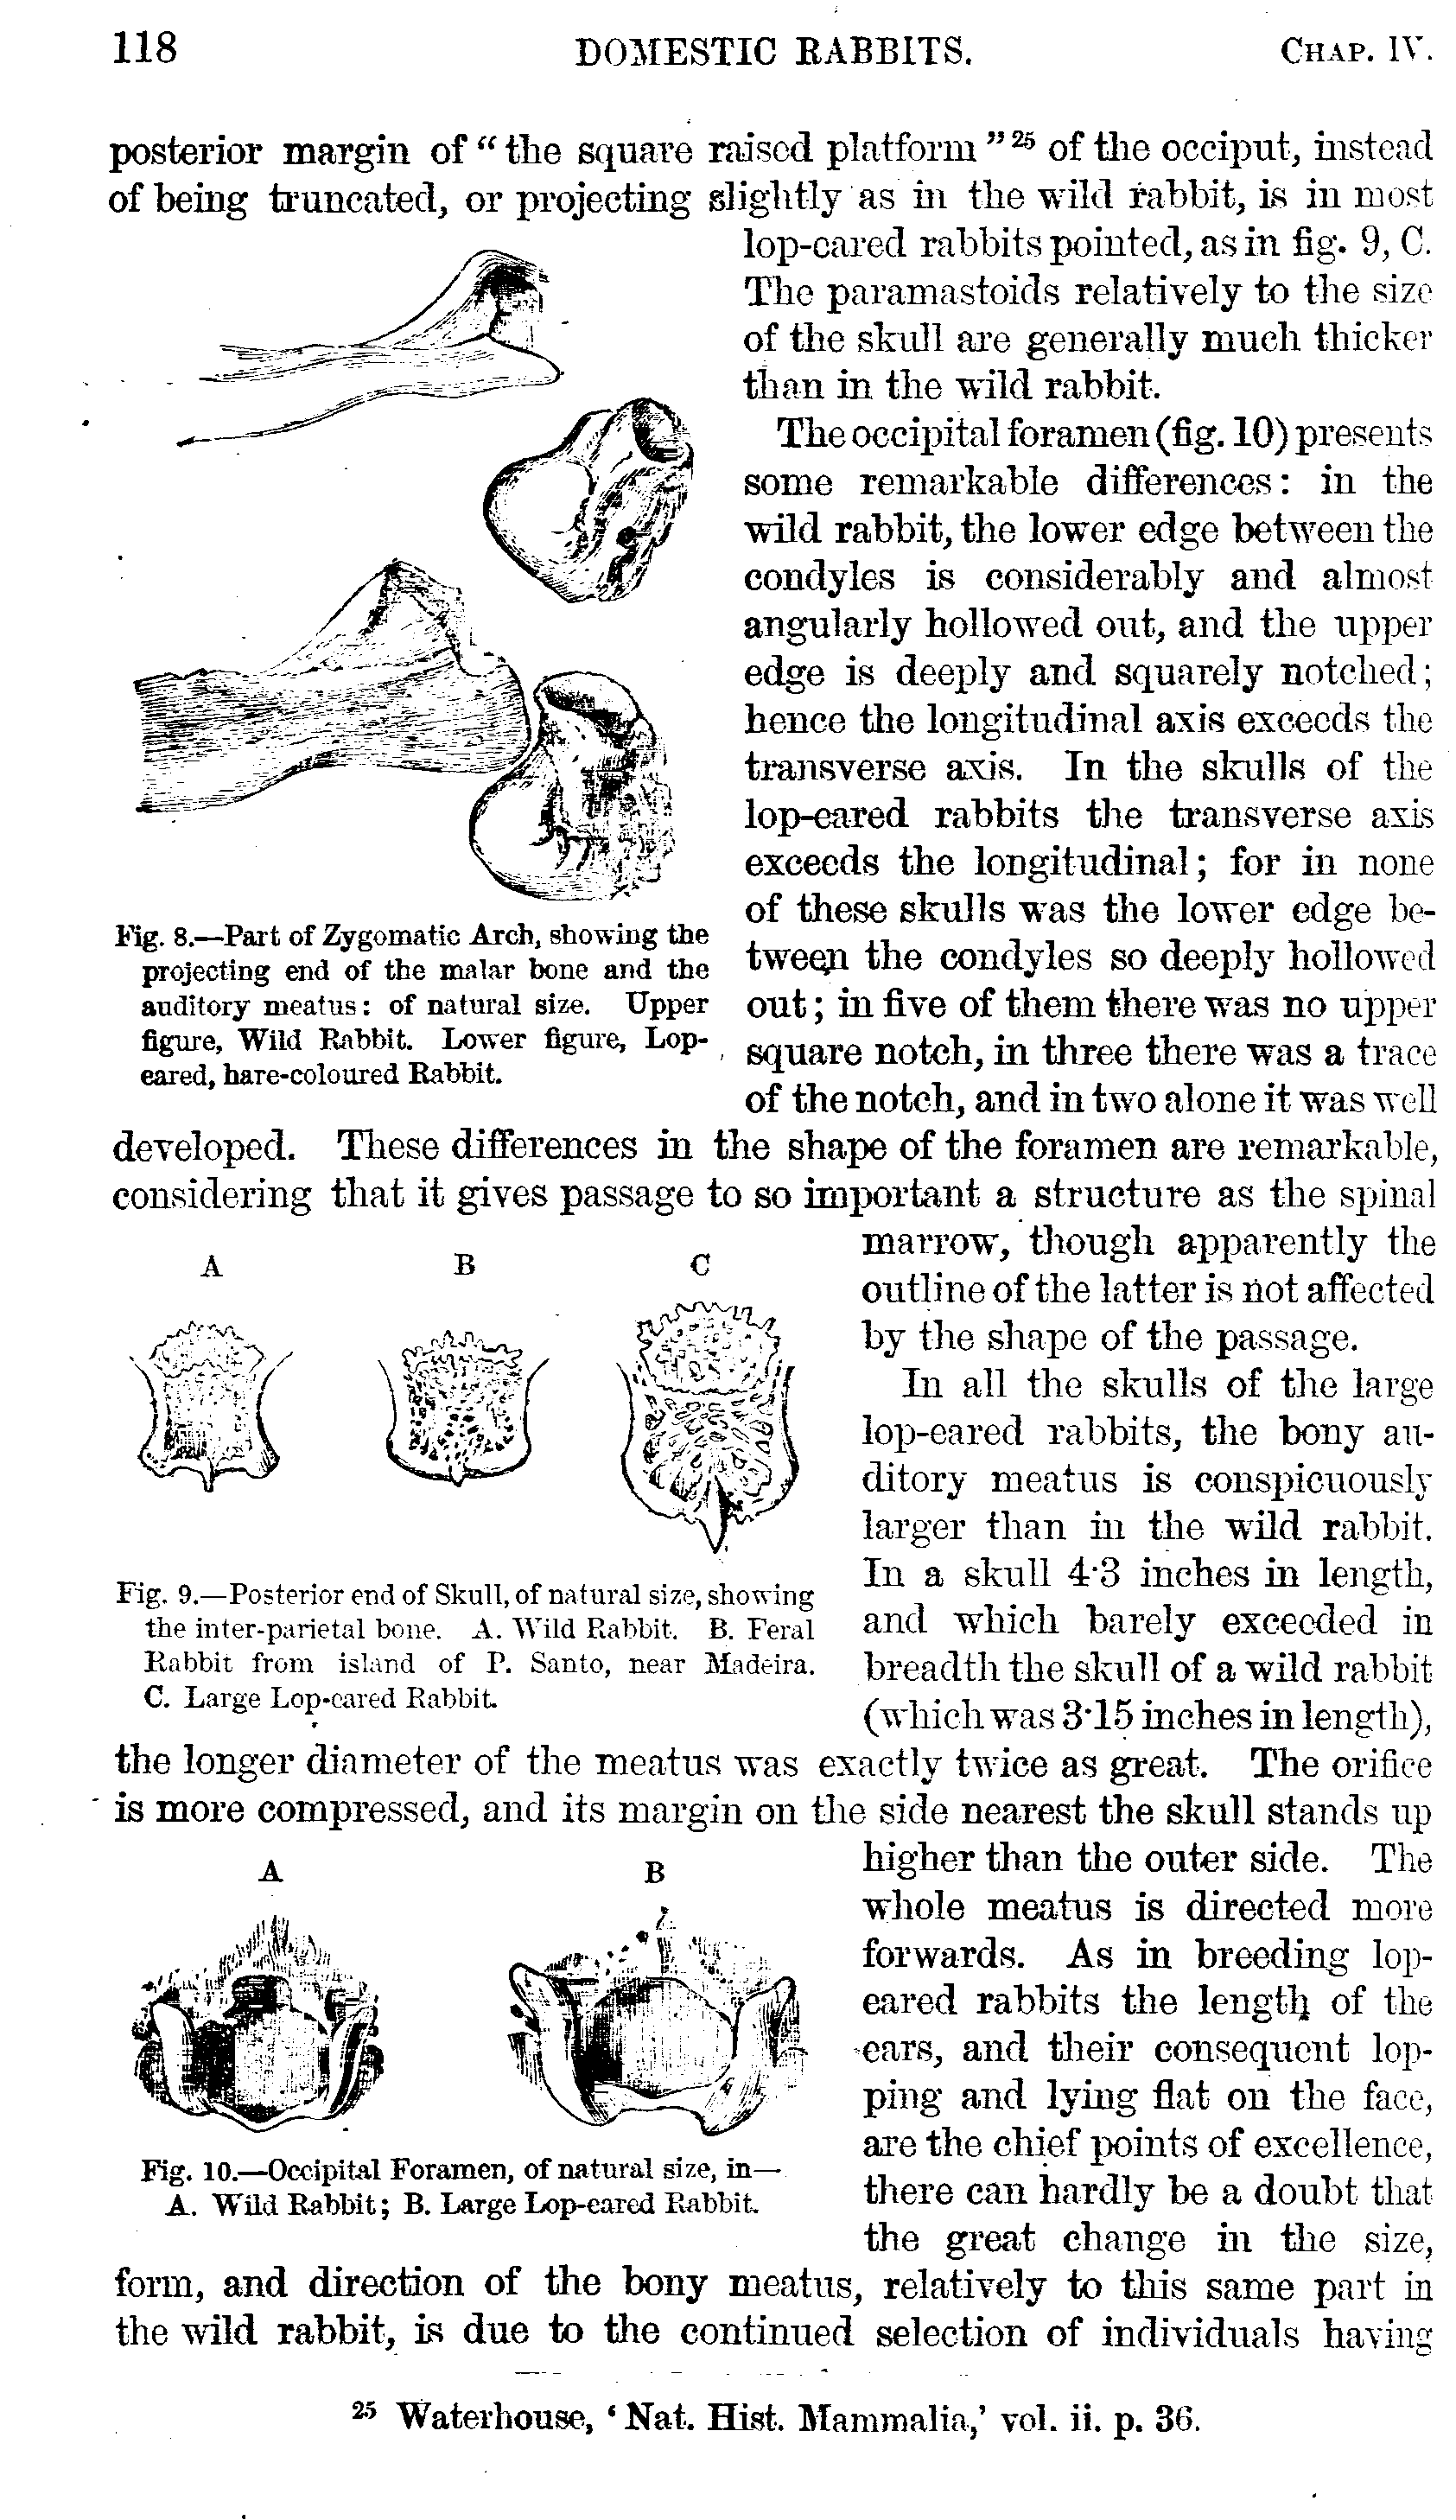 118 DOMESTIC RABBITS. CHAP. IV.
posterior margin of “the square raised platform”²⁵ of the occiput, instead
of being truncated, or projecting slightly as in the wild rabbit, is in most
lop-eared rabbits pointed, as in fig. 9, C.
The paramastoids relatively to the size
of the skull are generally much thicker
than in the wild rabbit.
The occipital foramen (fig. 10) presents
some remarkable differences: in the
wild rabbit, the lower edge between the
condyles is considerably and almost
angularly hollowed out, and the upper
edge is deeply and squarely notched;
hence the longitudinal axis exceeds the
transverse axis. In the skulls of the
lop-eared rabbits the transverse axis
exceeds the longitudinal; for in none
of these skulls was the lower edge be-
tween the condyles so deeply hollowed
out; in five of them there was no upper
square notch, in three there was a trace
of the notch, and in two alone it was well
Fig. 8.—Part of Zygomatic Arch, showing the
projecting end of the malar bone and the
auditory meatus: of natural size. Upper
figure, Wild Rabbit. Lower figure, Lop-
eared, hare-coloured Rabbit.
developed. These differences in the shape of the foramen are remarkable,
considering that it gives passage to so important a structure as the spinal
marrow, though apparently the
outline of the latter is not affected
by the shape of the passage.
In all the skulls of the large
lop-eared rabbits, the bony au-
ditory meatus is conspicuously
larger than in the wild rabbit.
In a skull 4·3 inches in length,
and which barely exceeded in
breadth the skull of a wild rabbit
(which was 3·15 inches in length),
A B C
Fig. 9.—Posterior end of Skull, of natural size, showing
the inter-parietal bone. A. Wild Rabbit. B. Feral
Rabbit from island of P. Santo, near Madeira.
C. Large Lop-eared Rabbit.
the longer diameter of the meatus was exactly twice as great. The orifice
is more compressed, and its margin on the side nearest the skull stands up
higher than the outer side. The
whole meatus is directed more
forwards. As in breeding lop-
eared rabbits the length of the
ears, and their consequent lop-
ping and lying flat on the face,
are the chief points of excellence,
there can hardly be a doubt that
the great change in the size,
A B
Fig. 10.—Occipital Foramen, of natural size, in—
A. Wild Rabbit; B. Large Lop-eared Rabbit.
form, and direction of the bony meatus, relatively to this same part in
the wild rabbit, is due to the continued selection of individuals having
²⁵ Waterhouse, ‘Nat. Hist. Mammalia,’ vol. ii. p. 36.